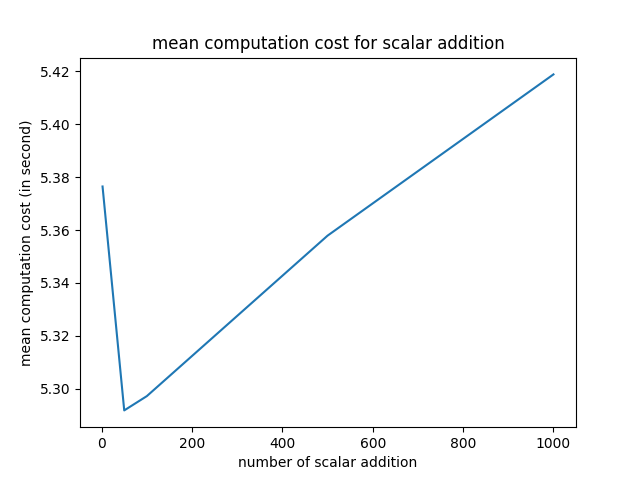 mean computation cost for scalar addition
mean computation cost (in second)
5.42
5.40
5.38
5.36
5.34
5.32
5.30
0 200 400 600 800 1000
number of scalar addition